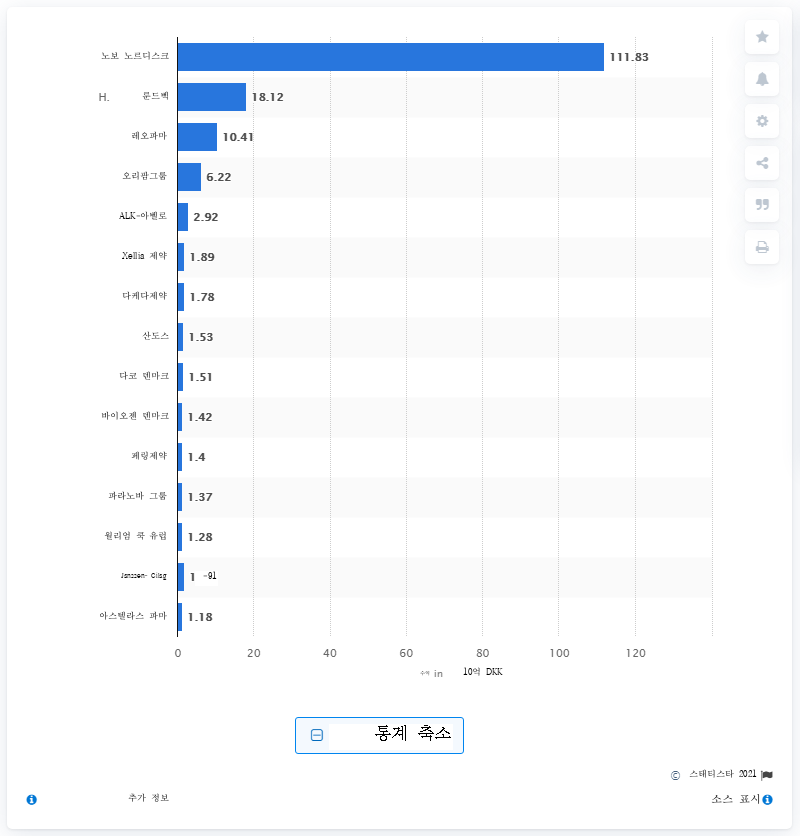 노보 노르디스크 111.83
H. 룬드벡 18.12
레오파마 10.41
오리팜그룹 6.22
ALK-아벨로 2.92
Xellia 제약 1.89
다케다제약 1.78
산도스 1.53
다코 덴마크 1.51
바이오젠 덴마크 1.42
페링제약 1.4
파라노바 그룹 1.37
윌리엄 쿡 유럽 1.28
Janssen- Cilag 1 -91
아스텔라스 파마 1.18
0 20 40 60 80 100 120
in 10억 DKK
통계 축소
© 스태티스타 2021
추가 정보 소스 표시